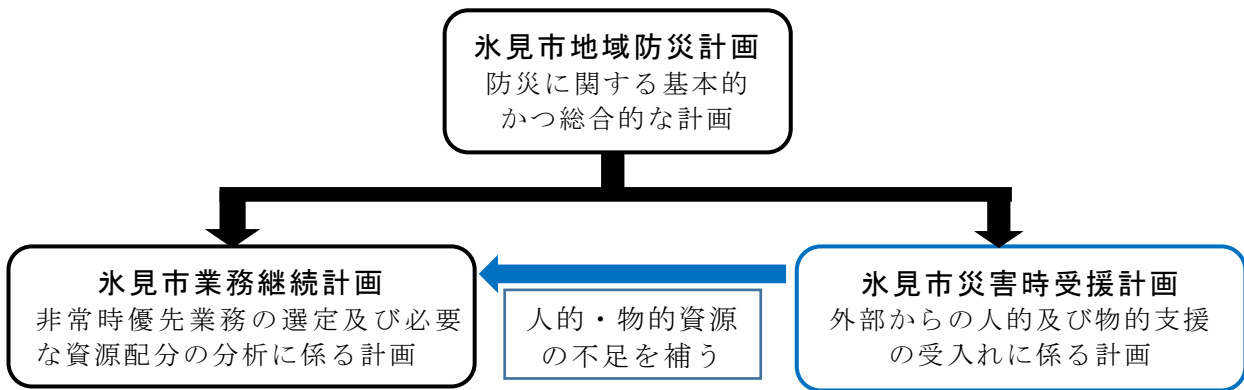 氷見市地域防災計画
防災に関する基本的
かつ総合的な計画
氷見市業務継続計画
非常時優先業務の選定及び必要
な資源配分の分析に係る計画
人的・物的資源
の不足を補う
氷見市災害時受援計画
外部からの人的及び物的支援
の受入れに係る計画